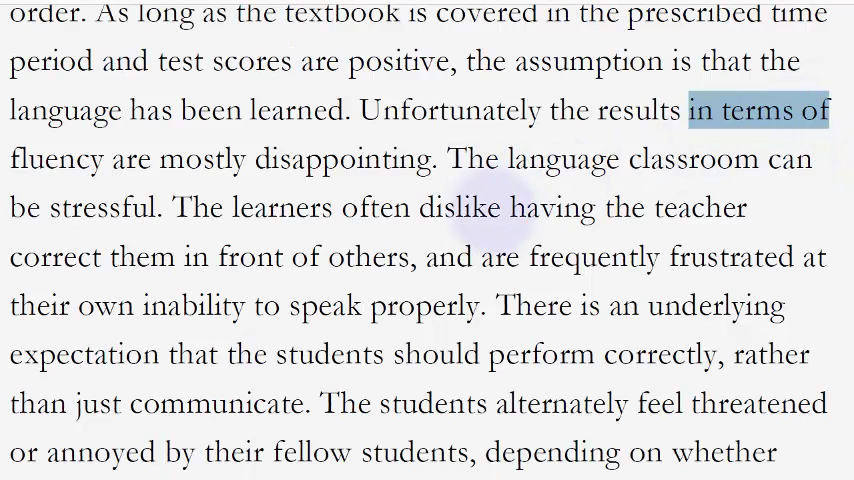 order. As long as the textbook is covered in the prescribed time
period and test scores are positive, the assumption is that the
language has been learned. Unfortunately the results in terms of
fluency are mostly disappointing. The language classroom can
be stressful. The learners often dislike having the teacher
correct them in front of others, and are frequently frustrated at
their own inability to speak properly. There is an underlying
expectation that the students should perform correctly, rather
than just communicate. The students alternately feel threatened
or annoyed by their fellow students, depending on whether